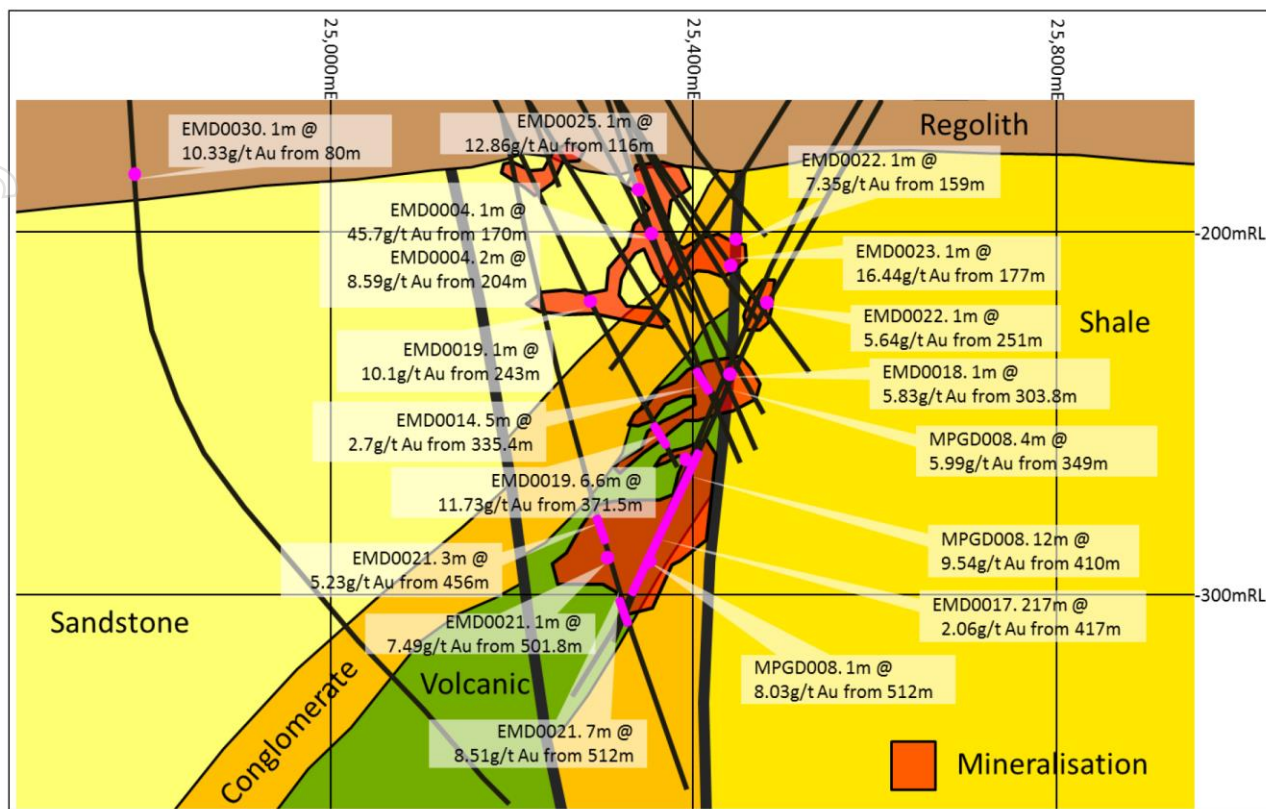 25,000mE
25,400mE
25,800mE
EMD0030. 1m @
10.33g/t Au from 80m
EMD0025. 1m @
12.86g/t Au from 116m
Regolith
EMD0022. 1m @
7.35g/t Au from 159m
EMD0004. 1m @
45.7g/t Au from 170m
EMD0004. 2m @
8.59g/t Au from 204m
-200mRL
EMD0023. 1m @
16.44g/t Au from 177m
Shale
EMD0022. 1m @
5.64g/t Au from 251m
EMD0019. 1m @
10.1g/t Au from 243m
EMD0018. 1m @
5.83g/t Au from 303.8m
EMD0014. 5m @
2.7g/t Au from 335.4m
MPGD008. 4m @
5.99g/t Au from 349m
EMD0019. 6.6m @
11.73g/t Au from 371.5m
MPGD008. 12m @
9.54g/t Au from 410m
EMD0021. 3m @
5.23g/t Au from 456m
EMD0017. 217m @
2.06g/t Au from 417m
-300mRL
Sandstone
EMD0021. 1m @
7.49g/t Au from 501.8m
MPGD008. 1m @
8.03g/t Au from 512m
Volcanic
Conglomerate
EMD0021. 7m @
8.51g/t Au from 512m
Mineralisation